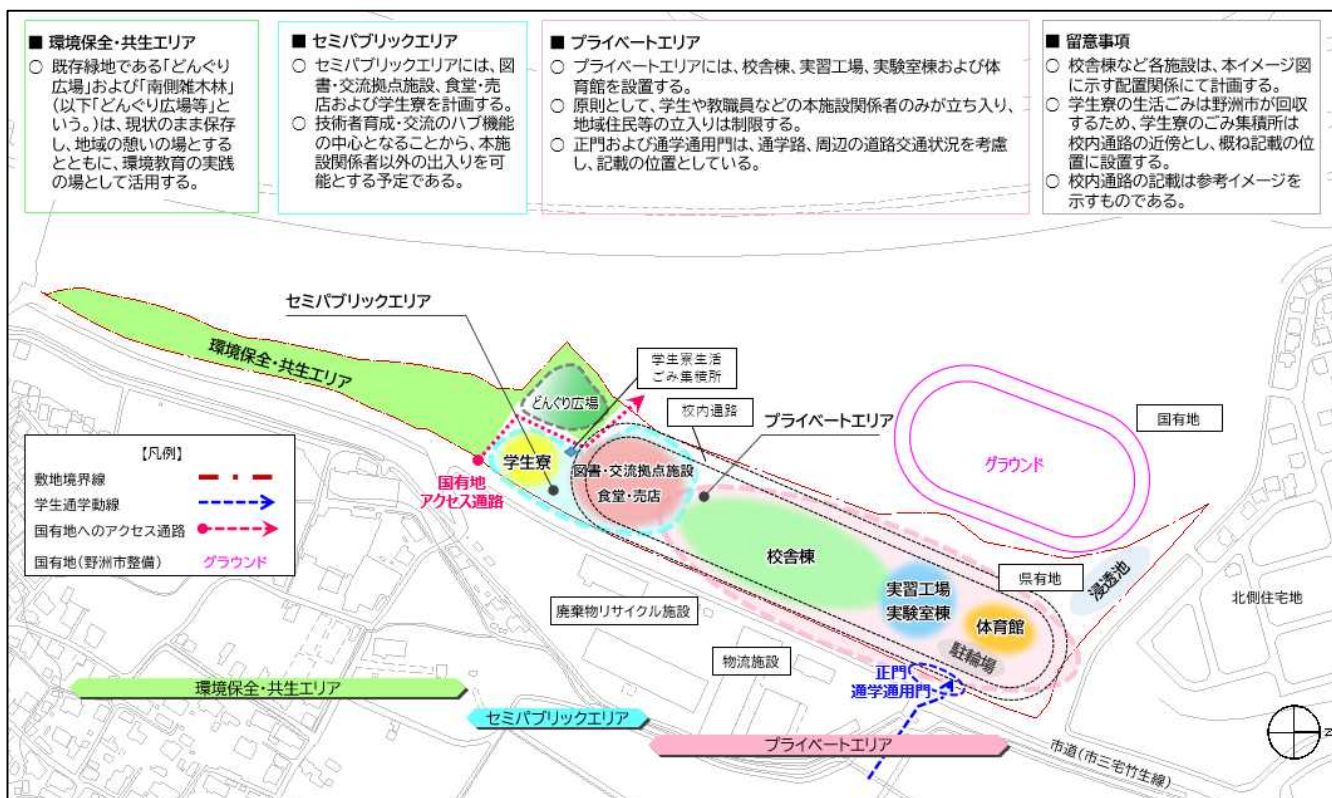 ■ 環境保全・共生エリア
○ 既存緑地である「どんぐり
広場」および「南側雑木林」
（以下「どんぐり広場等」と
いう。）は、現状のまま保存
し、地域の憩いの場とする
とともに、環境教育の実践
の場として活用する。
■ セミパブリックエリア
○ セミパブリックエリアには、図
書・交流拠点施設、食堂・売
店および学生寮を計画する。
○ 技術者育成・交流のハブ機能
の中心となることから、本施
設関係者以外の出入りを可
能とする予定である。
■ プライベートエリア
○ プライベートエリアには、校舎棟、実習工場、実験室棟および体
育館を設置する。
○ 原則として、学生や教職員などの本施設関係者のみが立ち入り、
地域住民等の立入りは制限する。
○ 正門および通学通用門は、通学路、周辺の道路交通状況を考慮
し、記載の位置としている。
■ 留意事項
○ 校舎棟など各施設は、本イメージ図
に示す配置関係にて計画する。
○ 学生寮の生活ごみは野洲市が回収
するため、学生寮のごみ集積所は
校内通路の近傍とし、概ね記載の位
置に設置する。
○ 校内通路の記載は参考イメージを
示すものである。
セミパブリックエリア
環境保全・共生エリア
学生寮生活
ごみ集積所
どんぐり広場
校内通路
プライベートエリア
国有地
グラウンド
学生寮
図書・交流拠点施設
食堂・売店
国有地
アクセス通路
【凡例】
敷地境界線
学生通学動線
国有地へのアクセス通路
国有地（野洲市整備）
グラウンド
校舎棟
実習工場
実験室棟
体育館
駐輪場
県有地
浸透池
北側住宅地
廃棄物リサイクル施設
物流施設
正門
通学通用門
環境保全・共生エリア
セミパブリックエリア
プライベートエリア
市道（市三宅竹生線）
N